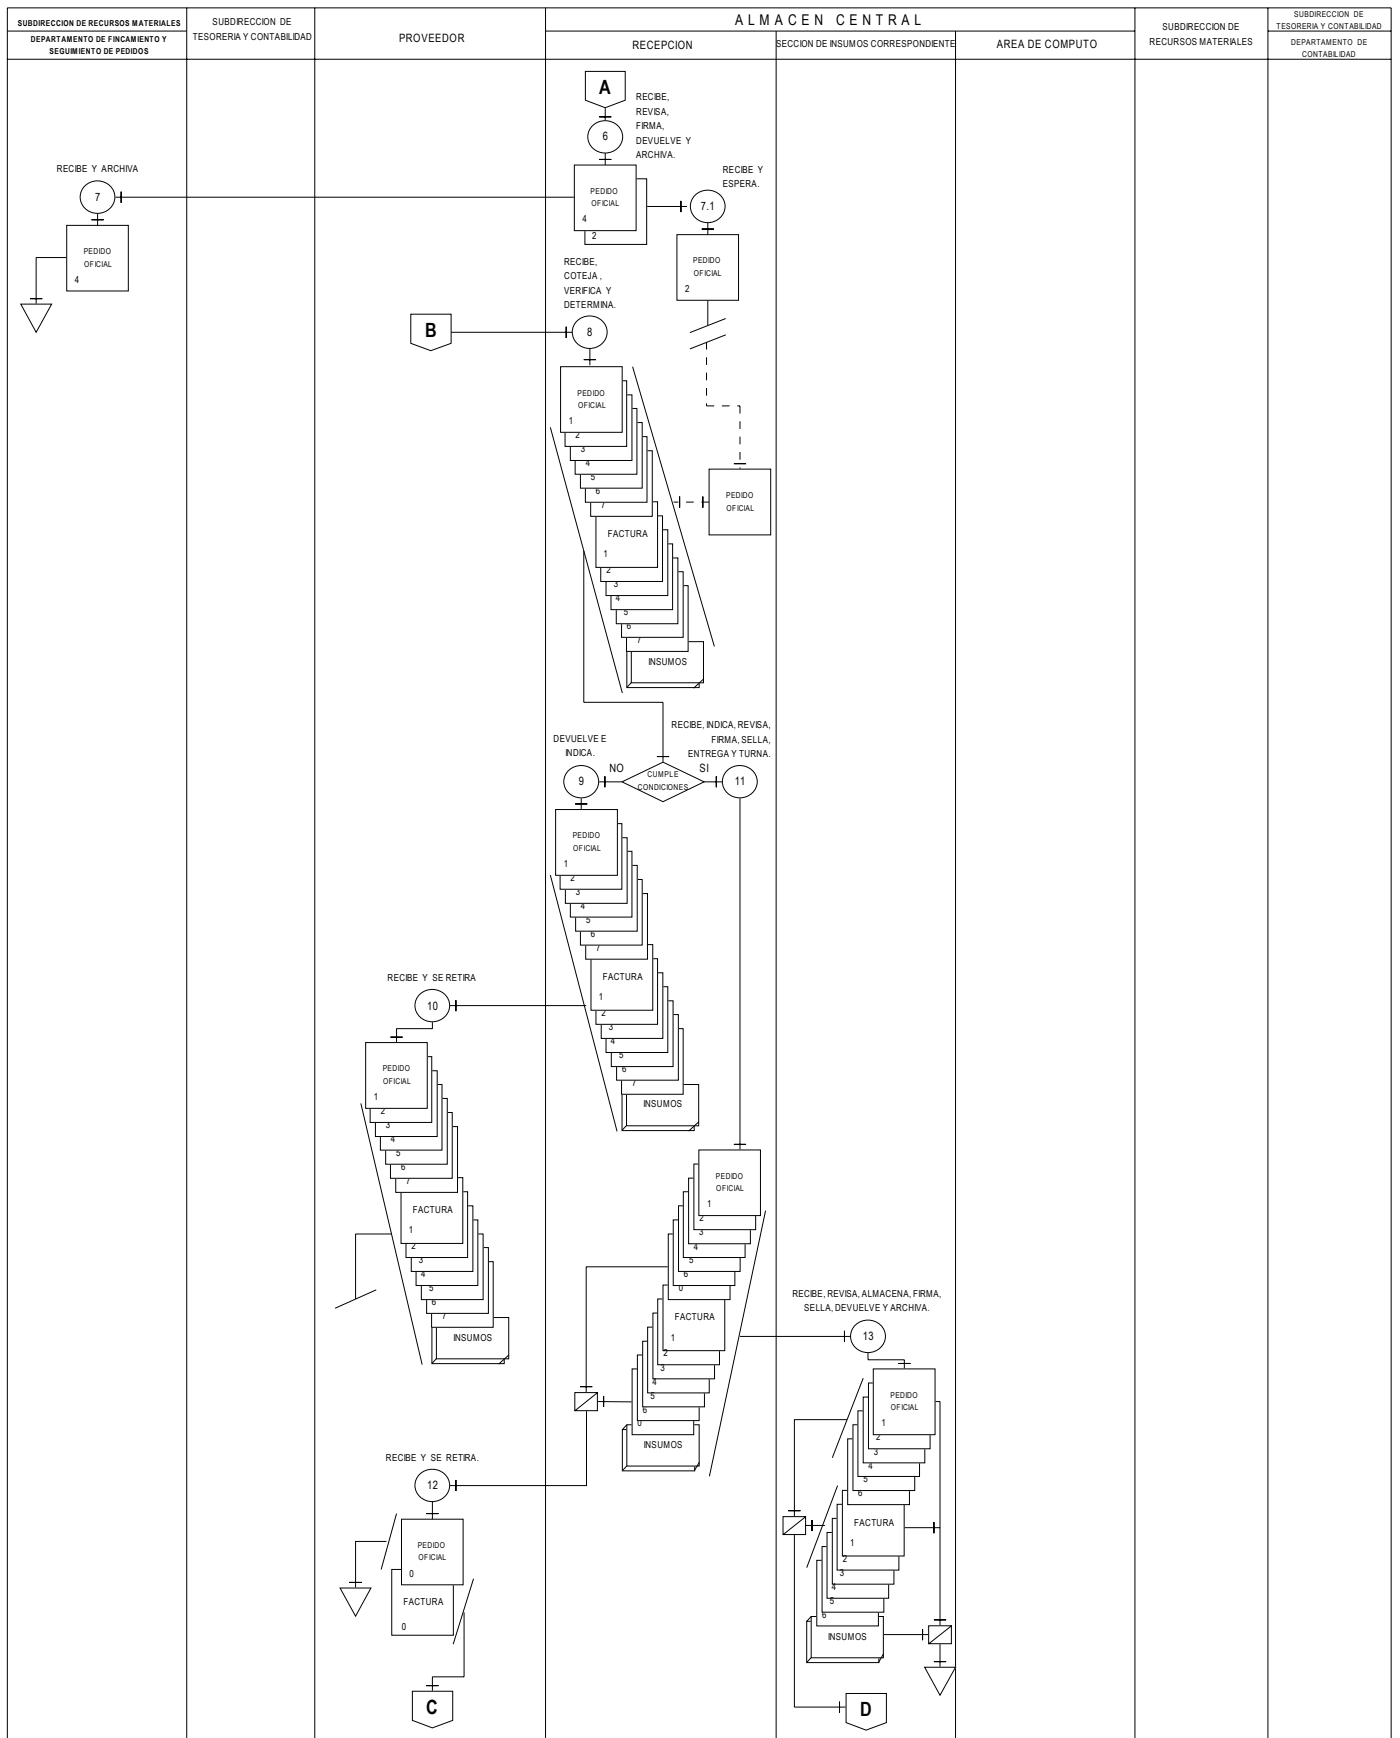 SUBDIRECCION DE RECURSOS MATERIALES
DEPARTAMENTO DE FINCAMIENTO Y
SEGUIMIENTO DE PEDIDOS
SUBDIRECCION DE
TESORERIA Y CONTABILIDAD
PROVEEDOR
ALMACEN CENTRAL
RECEPCION
SECCION DE INSUMOS CORRESPONDIENTE
AREA DE COMPUTO
SUBDIRECCION DE
RECURSOS MATERIALES
SUBDIRECCION DE
TESORERIA Y CONTABILIDAD
DEPARTAMENTO DE
CONTABILIDAD
A
RECIBE,
REVISA,
FIRMA,
DEVUELVE Y
ARCHIVA.
6
PEDIDO
OFICIAL
4
2
RECIBE Y ARCHIVA
7
PEDIDO
OFICIAL
4
RECIBE Y
ESPERA.
7.1
PEDIDO
OFICIAL
2
RECIBE,
COTEJA ,
VERIFICA Y
DETERMINA.
B
8
PEDIDO
OFICIAL
1
2
3
4
5
6
7
FACTURA
1
2
3
4
5
6
7
INSUMOS
PEDIDO
OFICIAL
RECIBE, INDICA, REVISA,
FIRMA, SELLA,
ENTREGA Y TURNA.
DEVUELVE E
INDICA.
9
NO
CUMPLE
CONDICIONES
SI
11
PEDIDO
OFICIAL
1
2
3
4
5
6
7
FACTURA
1
2
3
4
5
6
7
INSUMOS
RECIBE Y SE RETIRA
10
PEDIDO
OFICIAL
1
2
3
4
5
6
7
FACTURA
1
2
3
4
5
6
7
INSUMOS
PEDIDO
OFICIAL
1
2
3
4
5
6
0
FACTURA
1
2
3
4
5
6
0
INSUMOS
RECIBE, REVISA, ALMACENA, FIRMA,
SELLA, DEVUELVE Y ARCHIVA.
13
PEDIDO
OFICIAL
1
2
3
4
5
6
FACTURA
1
2
3
4
5
6
INSUMOS
RECIBE Y SE RETIRA.
12
PEDIDO
OFICIAL
0
FACTURA
0
C
D